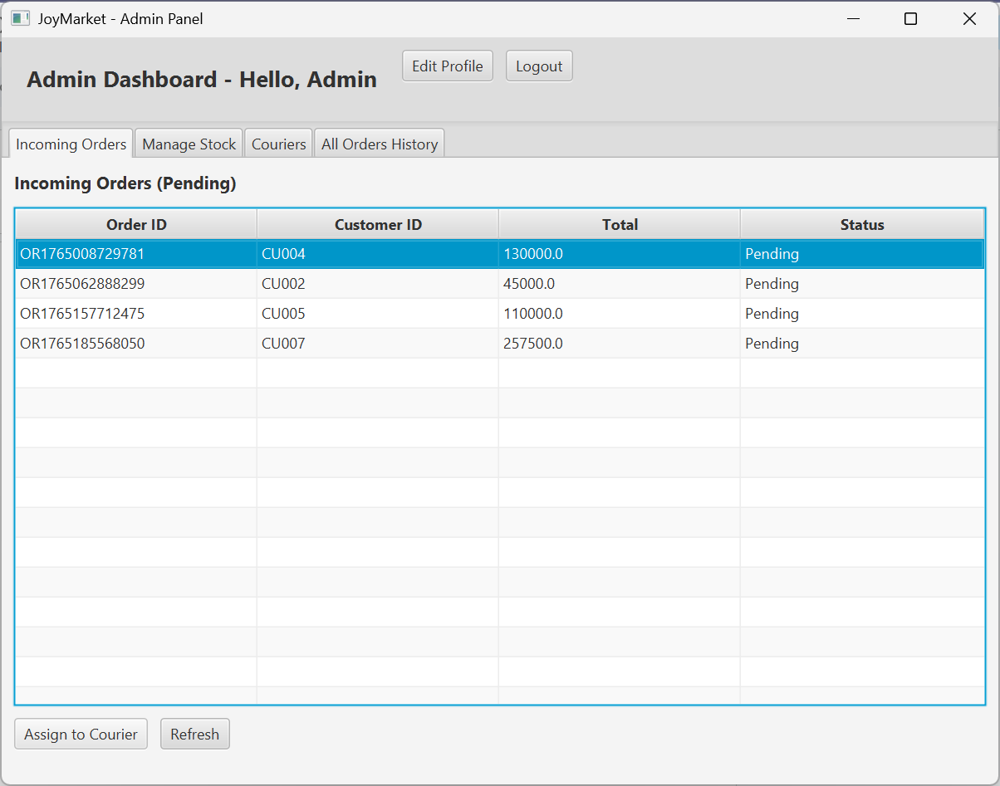 JoyMarket - Admin Panel
Admin Dashboard - Hello, Admin
Edit Profile
Logout
Incoming Orders
Manage Stock
Couriers
All Orders History
Incoming Orders (Pending)
Order ID Customer ID Total Status
OR1765008729781 CU004 130000.0 Pending
OR1765062888299 CU002 45000.0 Pending
OR1765157712475 CU005 110000.0 Pending
OR1765185568050 CU007 257500.0 Pending
Assign to Courier
Refresh